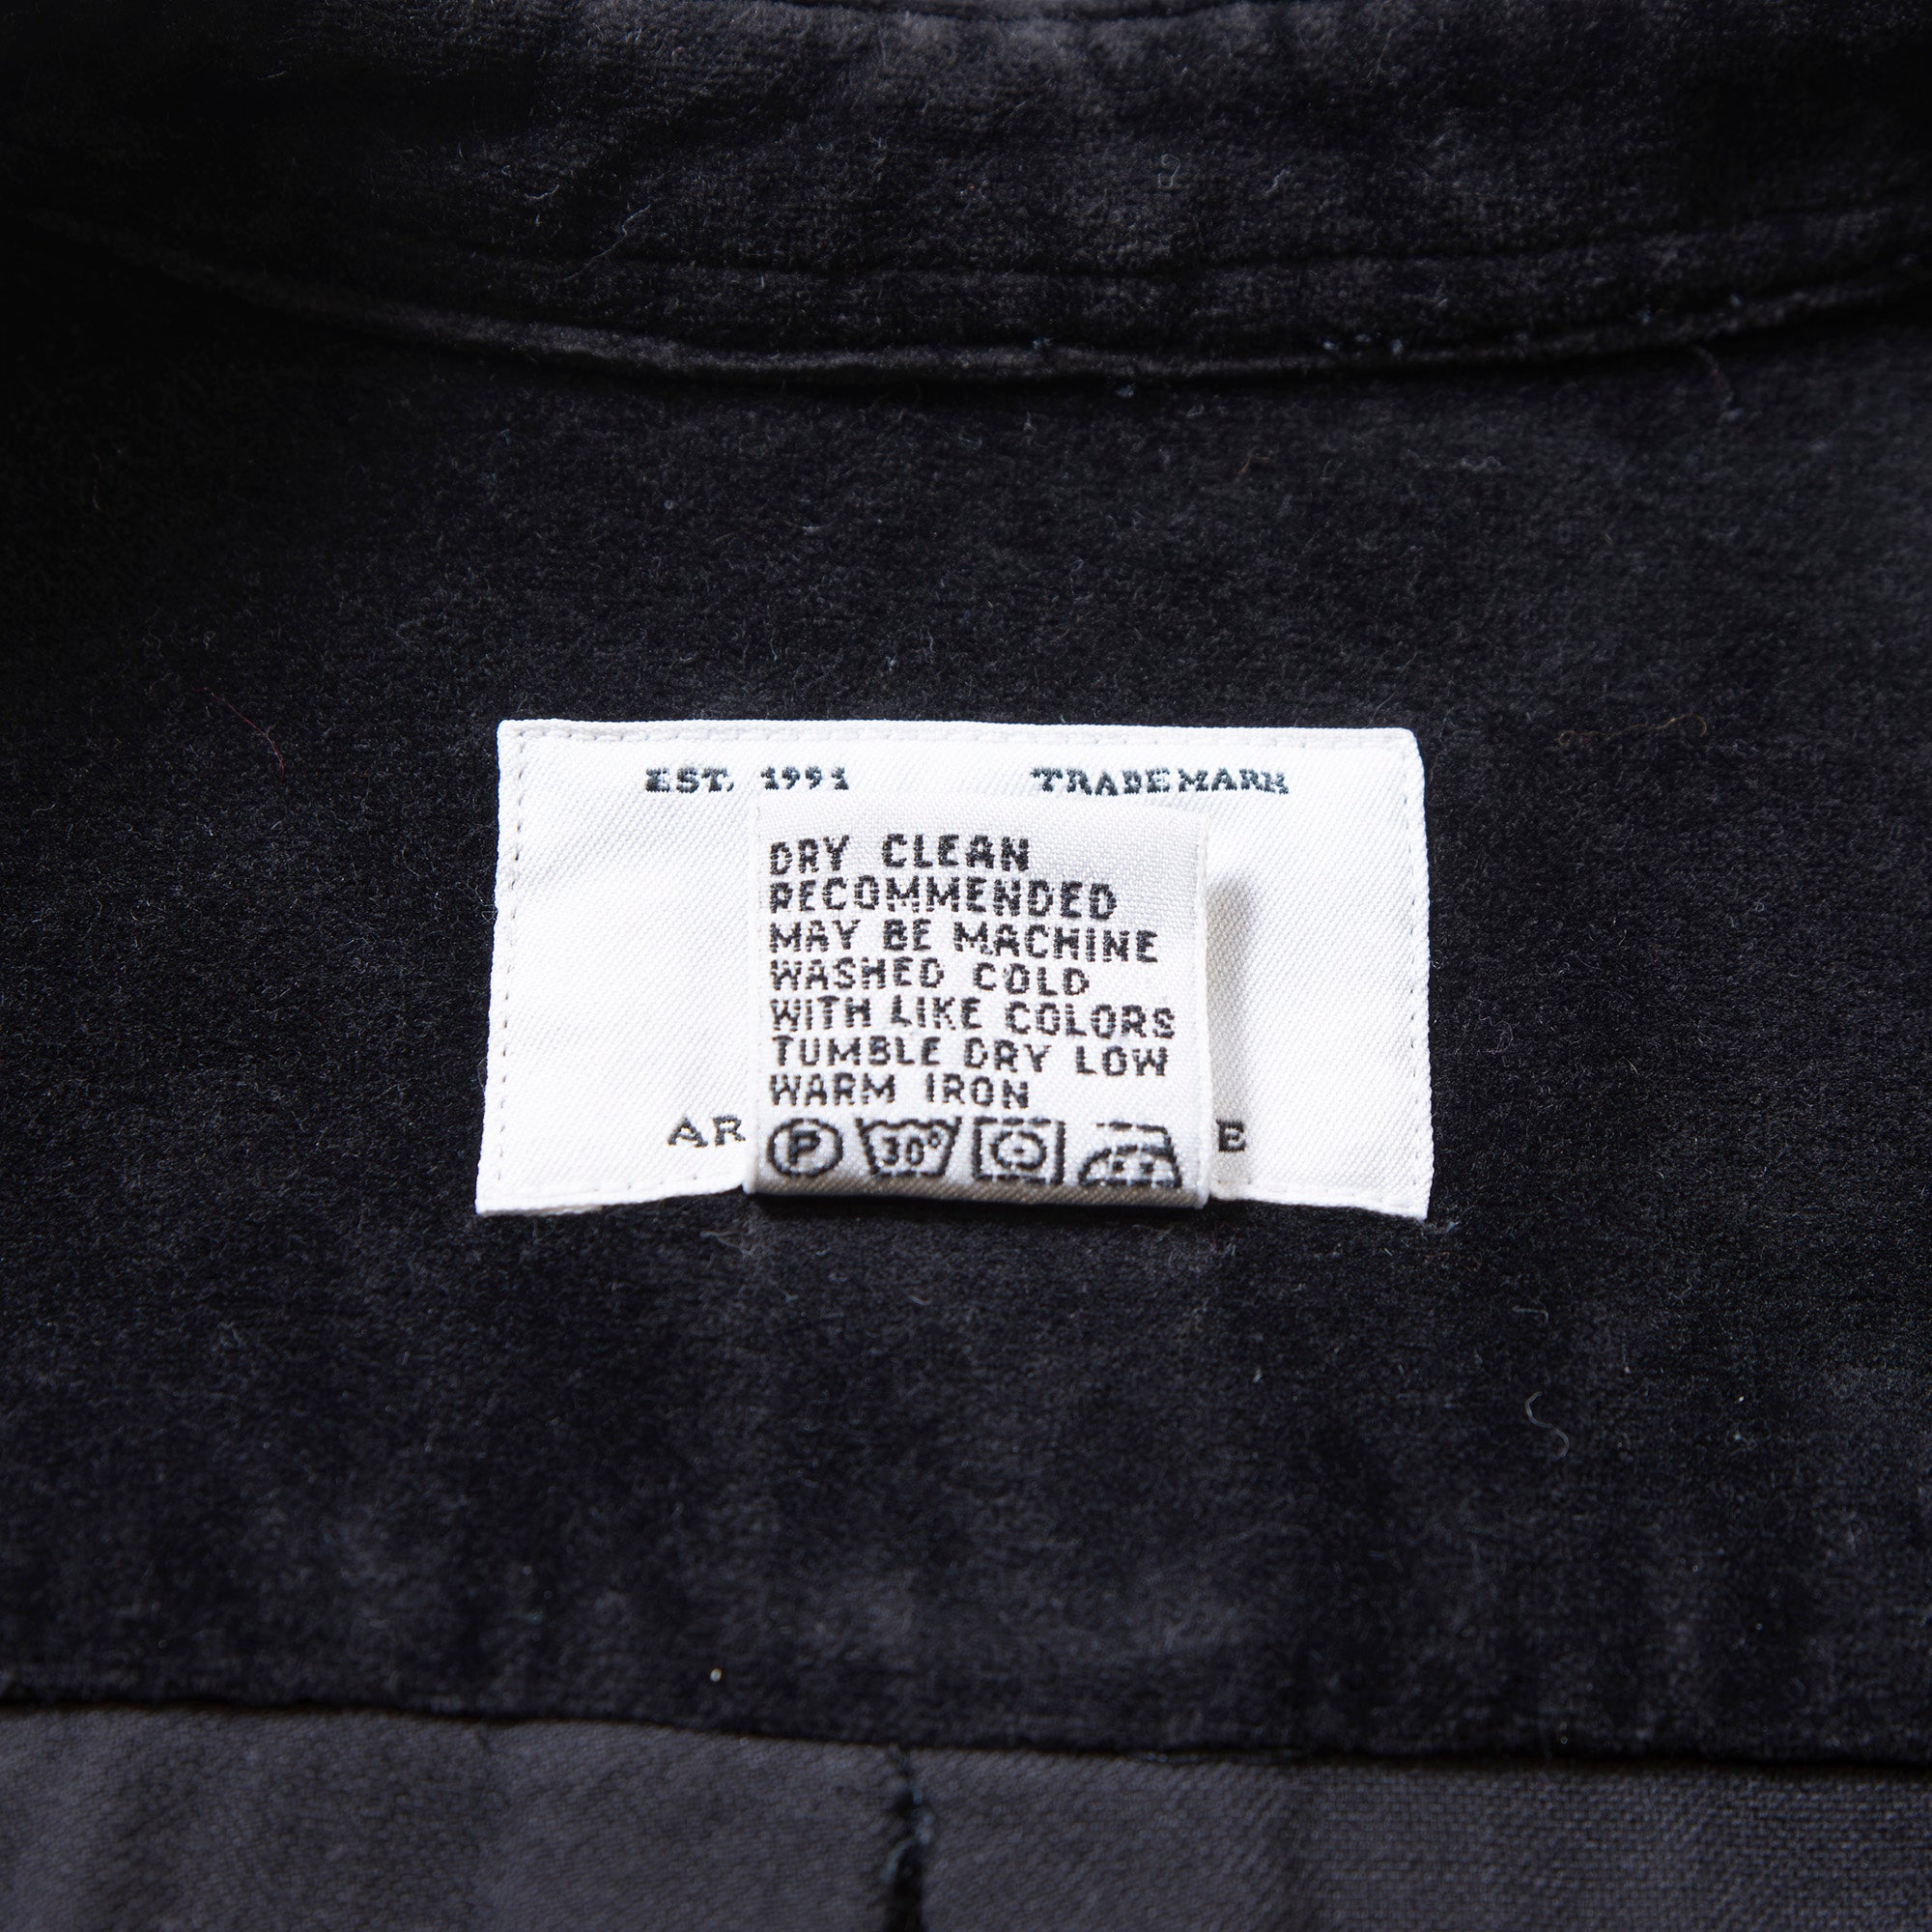 EST. 1991 TRADEMARK
DRY CLEAN
RECOMMENDED
MAY BE MACHINE
WASHED COLD
WITH LIKE COLORS
TUMBLE DRY LOW
WARM IRON
AR E
P 30°